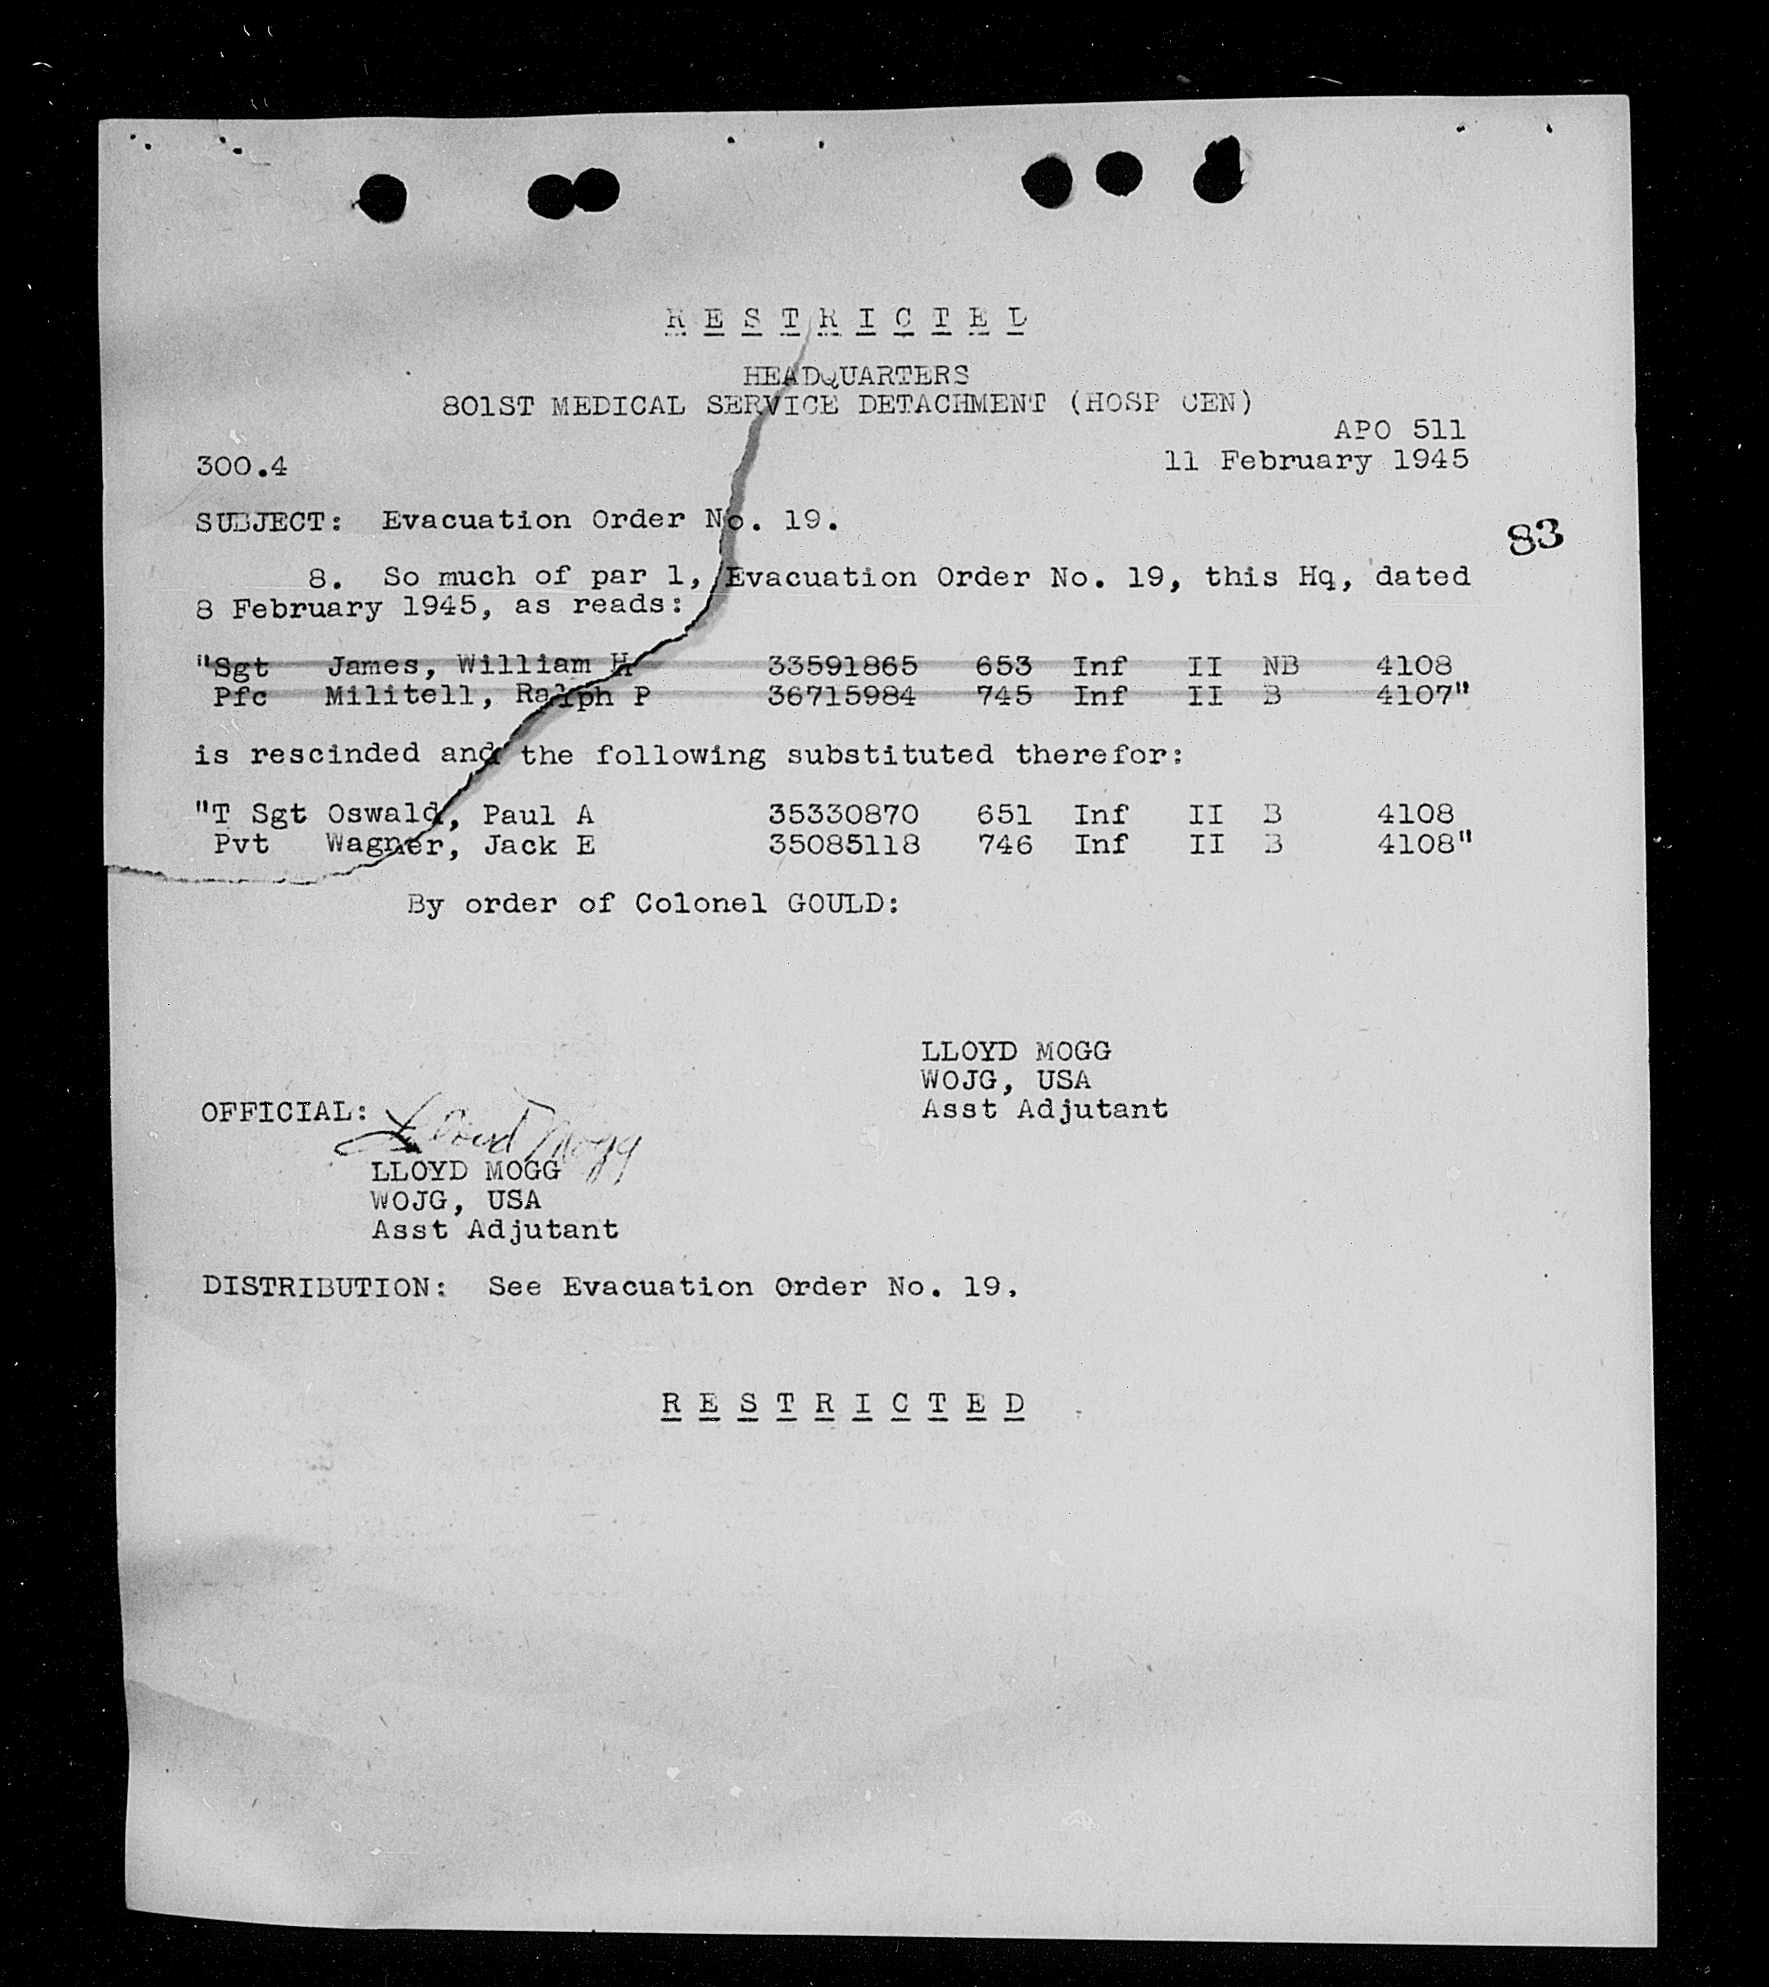 R E S T R I C T E D
HEADQUARTERS
801ST MEDICAL SERVICE DETACHMENT (HOSP CEN)
APO 511
300.4 11 February 1945
SUBJECT: Evacuation Order No. 19.
83
8. So much of par 1, Evacuation Order No. 19, this Hq, dated
8 February 1945, as reads:
"Sgt James, William H 33591865 653 Inf II NB 4108
Pfc Militell, Ralph P 36715984 745 Inf II B 4107"
is rescinded and the following substituted therefor:
"T Sgt Oswald, Paul A 35330870 651 Inf II B 4108
Pvt Wagner, Jack E 35085118 746 Inf II B 4108"
By order of Colonel GOULD:
LLOYD MOGG
WOJG, USA
Asst Adjutant
OFFICIAL:
Lloyd Mogg
LLOYD MOGG
WOJG, USA
Asst Adjutant
DISTRIBUTION: See Evacuation Order No. 19.
R E S T R I C T E D